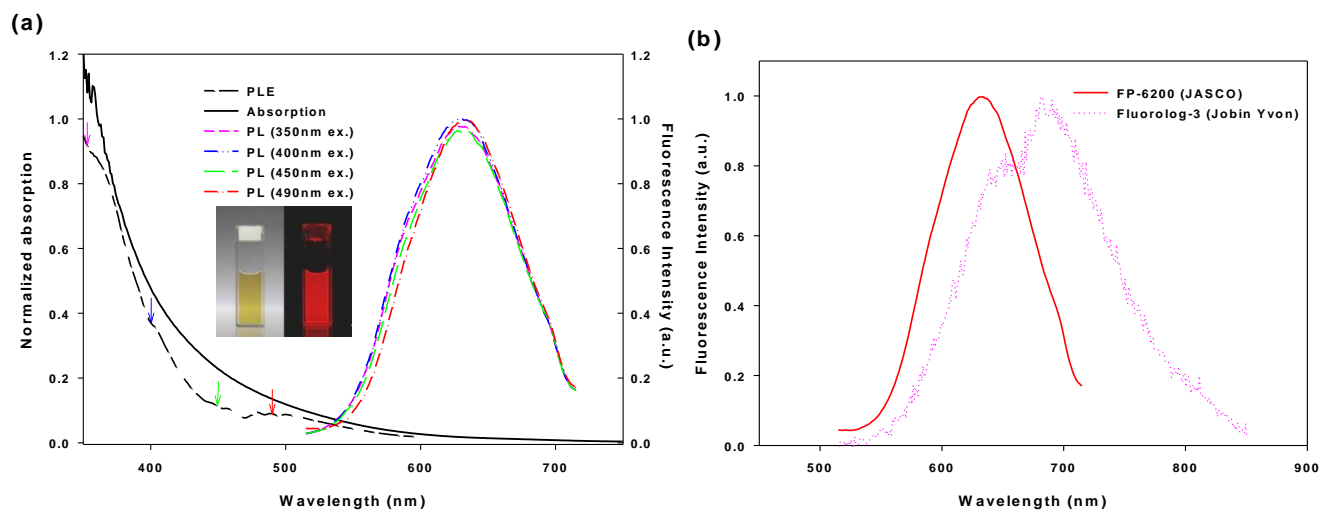 (a)
1.2
1.0
0.8
0.6
0.4
0.2
0.0
Normalized absorption
PLE
Absorption
PL (350nm ex.)
PL (400nm ex.)
PL (450nm ex.)
PL (490nm ex.)
1.2
1.0
0.8
0.6
0.4
0.2
0.0
Fluorescence Intensity (a.u.)
400 500 600 700
Wavelength (nm)
(b)
1.0
0.8
0.6
0.4
0.2
0.0
Fluorescence Intensity (a.u.)
FP-6200 (JASCO)
Fluorolog-3 (Jobin Yvon)
500 600 700 800 900
Wavelength (nm)